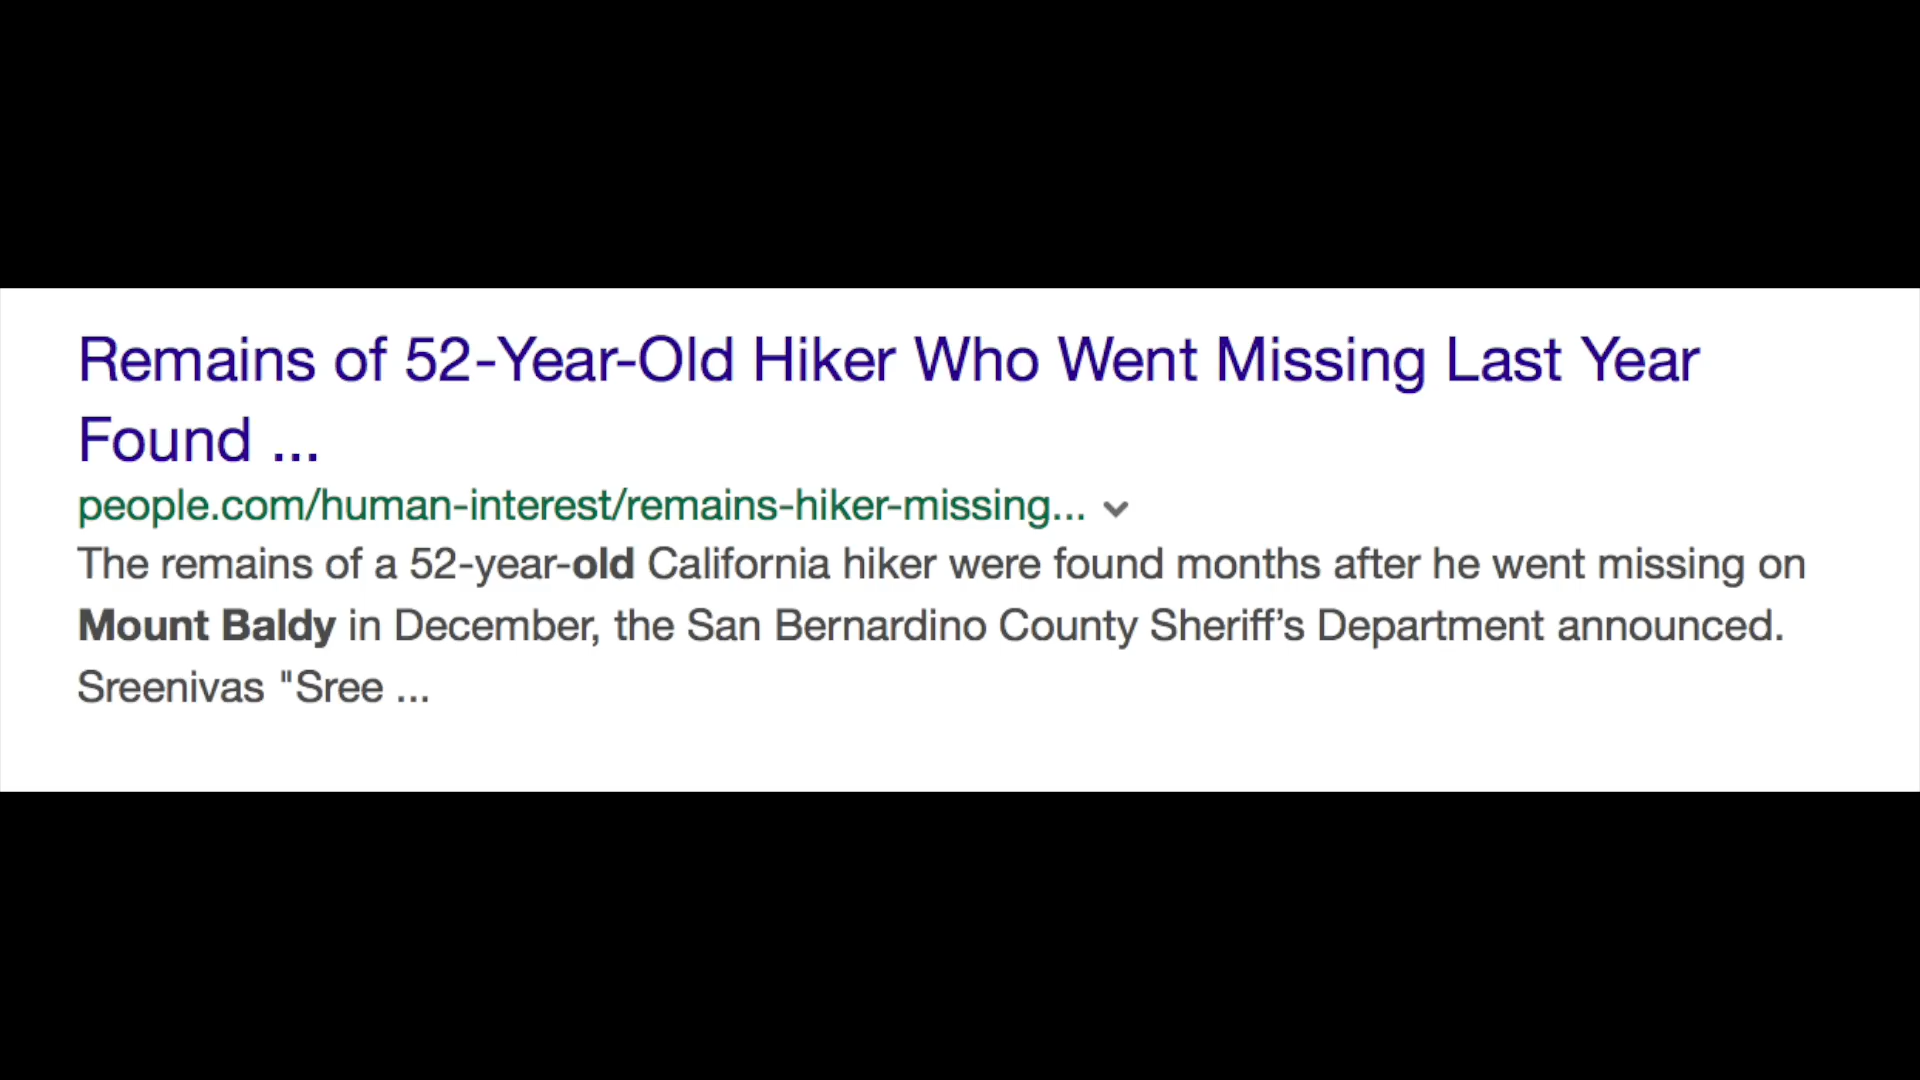 Remains of 52-Year-Old Hiker Who Went Missing Last Year
Found ...
people.com/human-interest/remains-hiker-missing...
The remains of a 52-year-old California hiker were found months after he went missing on
Mount Baldy in December, the San Bernardino County Sheriff’s Department announced.
Sreenivas "Sree ...